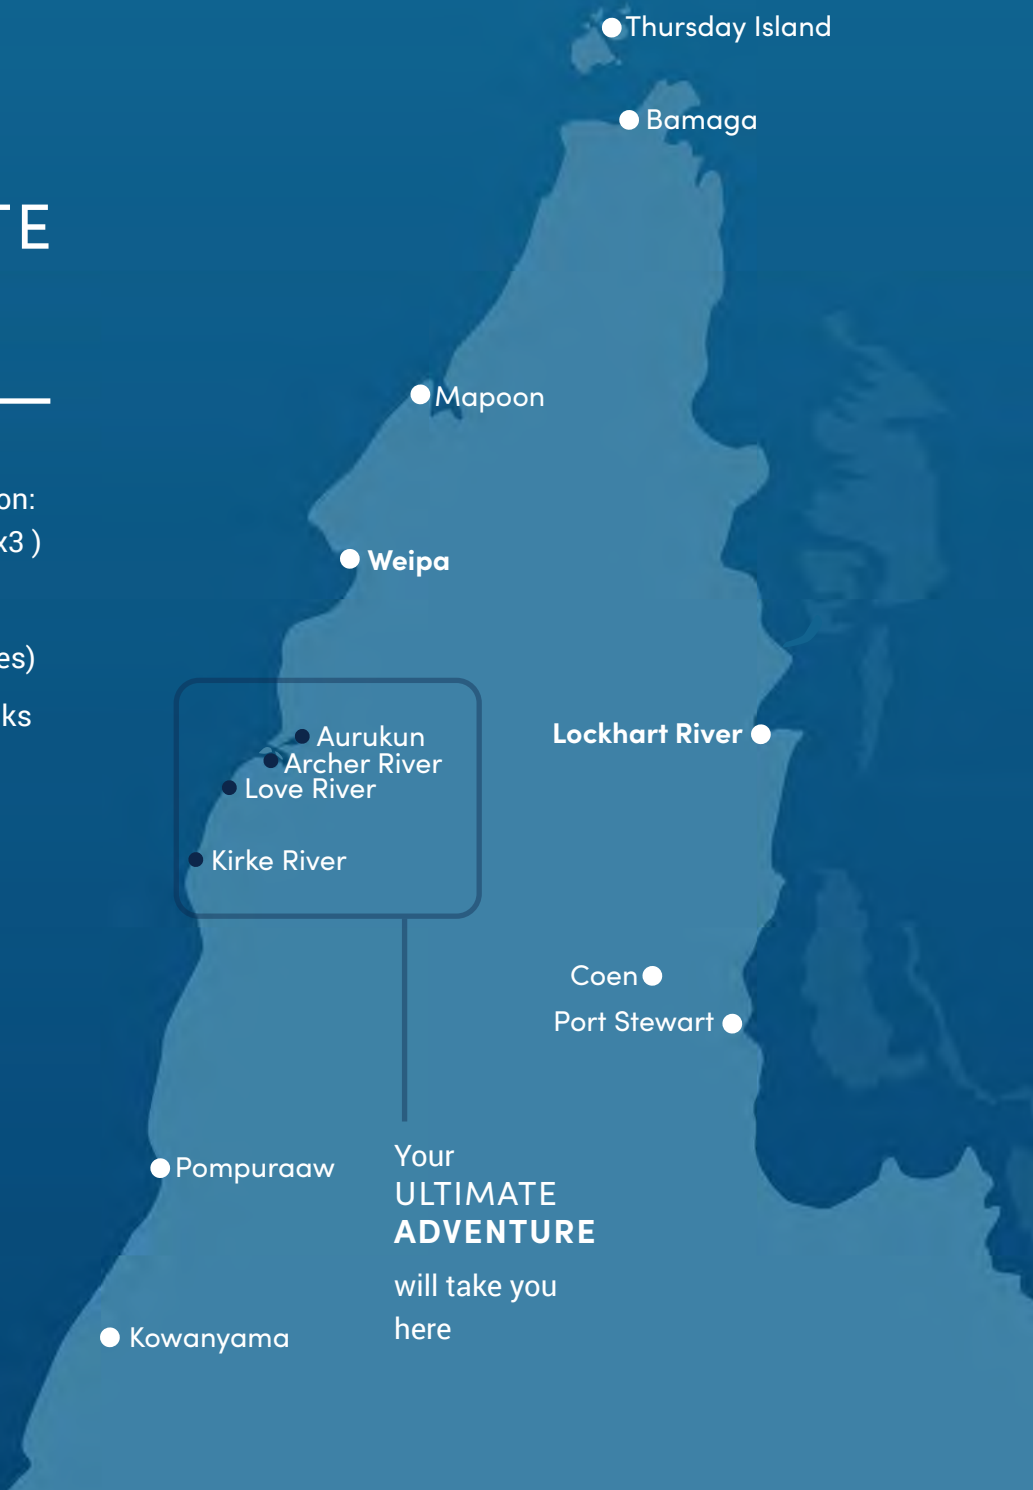 Thursday Island
Bamaga
TE
Mapoon
on:
x3 )
Weipa
es)
ks
Lockhart River
Aurukun
Archer River
Love River
Kirke River
Coen
Port Stewart
Your
ULTIMATE
ADVENTURE
will take you
here
Pompuraaw
Kowanyama